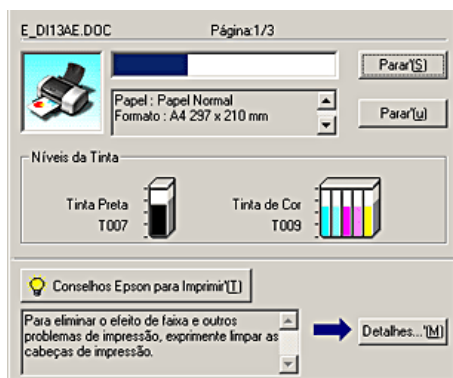 E_DI13AE.DOC Página:1/3
Parar'(S)
Papel : Papel Normal
Formato : A4 297 x 210 mm
Parar'(u)
Níveis da Tinta
Tinta Preta
T007
Tinta de Cor
T009
Conselhos Epson para Imprimir'(T)
Para eliminar o efeito de faixa e outros
problemas de impressão, exprimente limpar as
cabeças de impressão.
Detalhes...'(M)